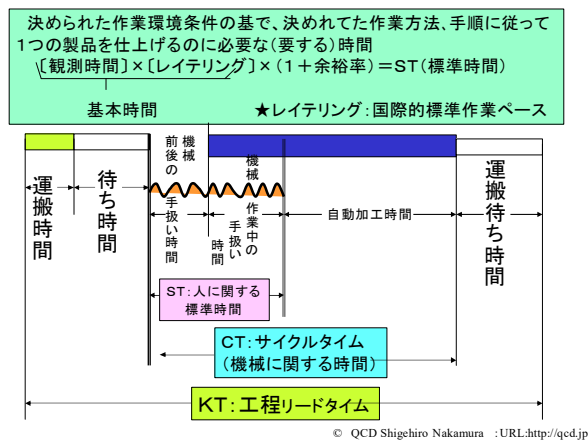 決められた作業環境条件の基で、決めれてた作業方法、手順に従って
1つの製品を仕上げるのに必要な(要する)時間
〔観測時間〕×〔レイテリング〕×(1+余裕率)=ST(標準時間)
基本時間
★レイテリング:国際的標準作業ペース
運搬時間
待ち時間
機械
前後の
手扱い時間
機械
作業中の
手扱い
時間
自動加工時間
運搬待ち時間
ST:人に関する
標準時間
CT:サイクルタイム
(機械に関する時間)
KT:工程リードタイム
© QCD Shigehiro Nakamura :URL:http://qcd.jp